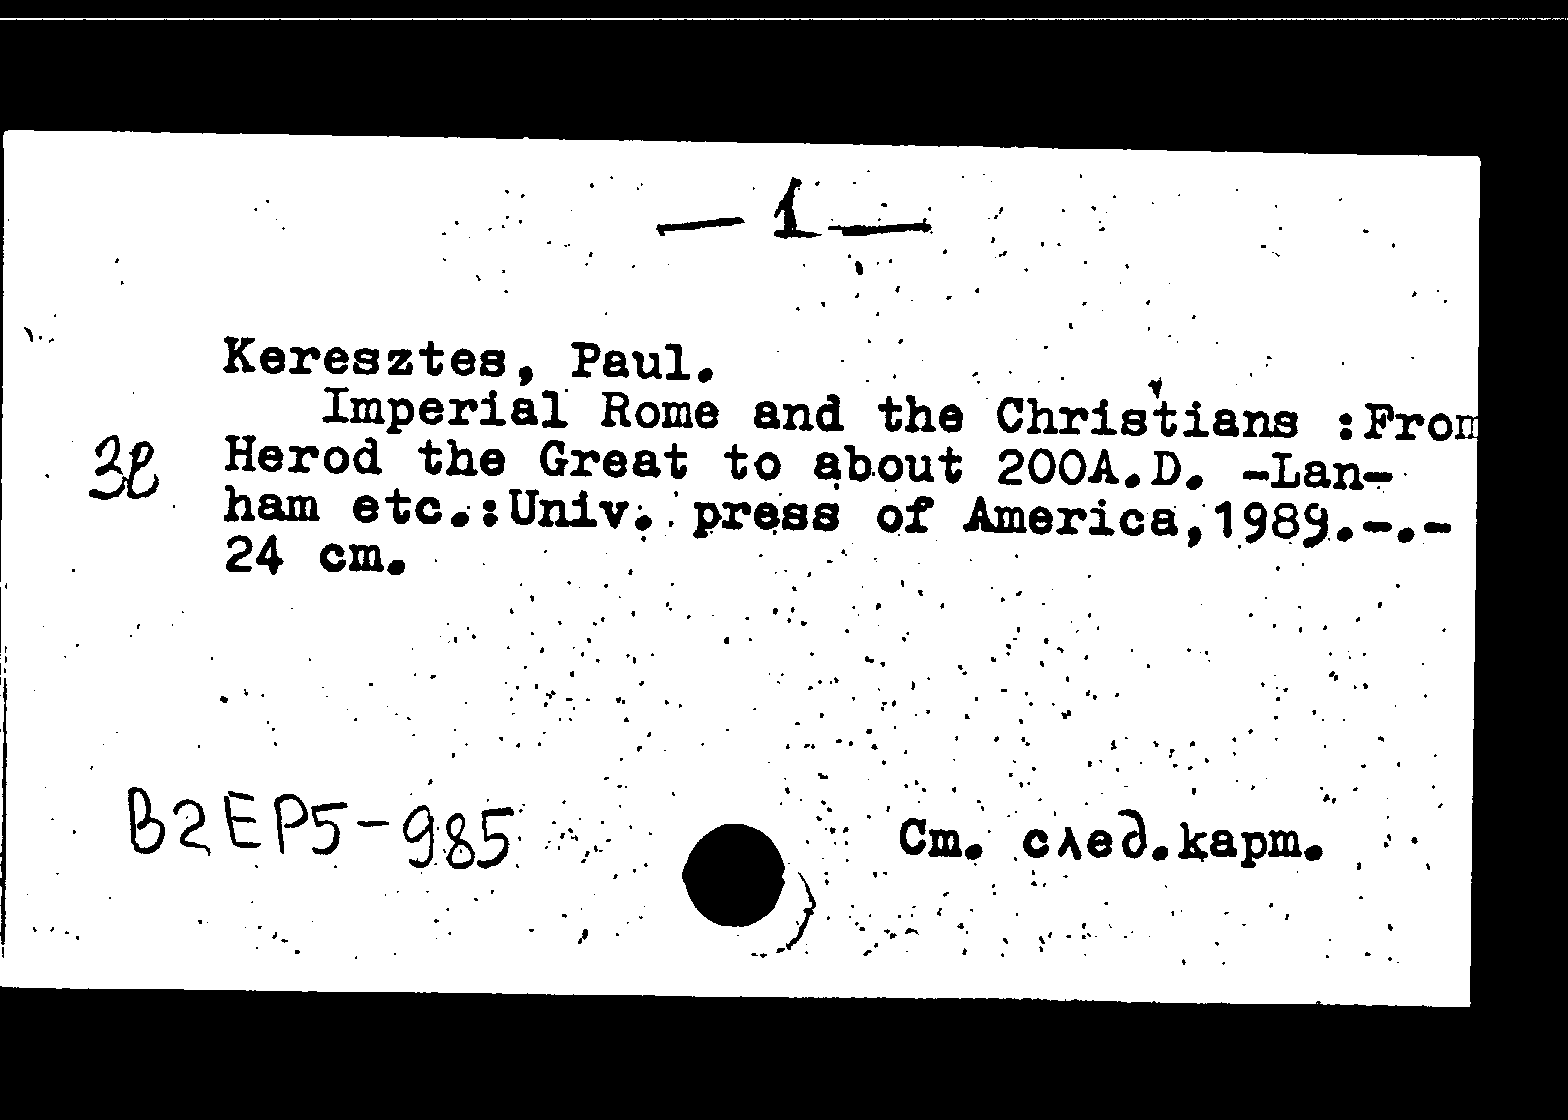 — 1 —
Keresztes, Paul.
Imperial Rome and the Christians :From
38 Herod the Great to about 200A.D. -Lan-
ham etc.:Univ. press of America,1989.-.-
24 cm.
B2EP5-985
См. след.карт.